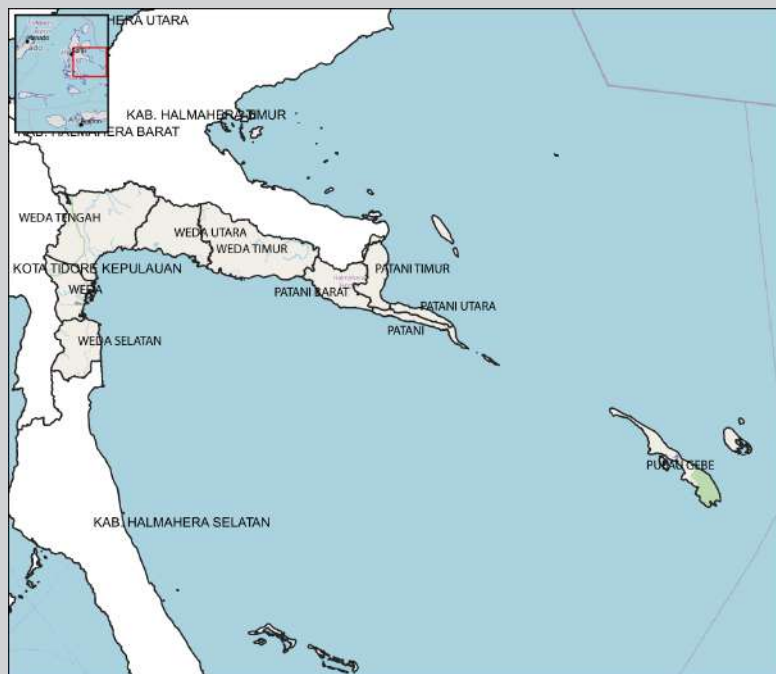 HERA UTARA
KAB. HALMAHERA TIMUR
KAB. HALMAHERA BARAT
WEDA TENGAH
WEDA UTARA
WEDA TIMUR
KOTA TIDORE KEPULAUAN
PATANI TIMUR
WEDA
PATANI BARAT
PATANI UTARA
PATANI
WEDA SELATAN
PULAU GEBE
KAB. HALMAHERA SELATAN